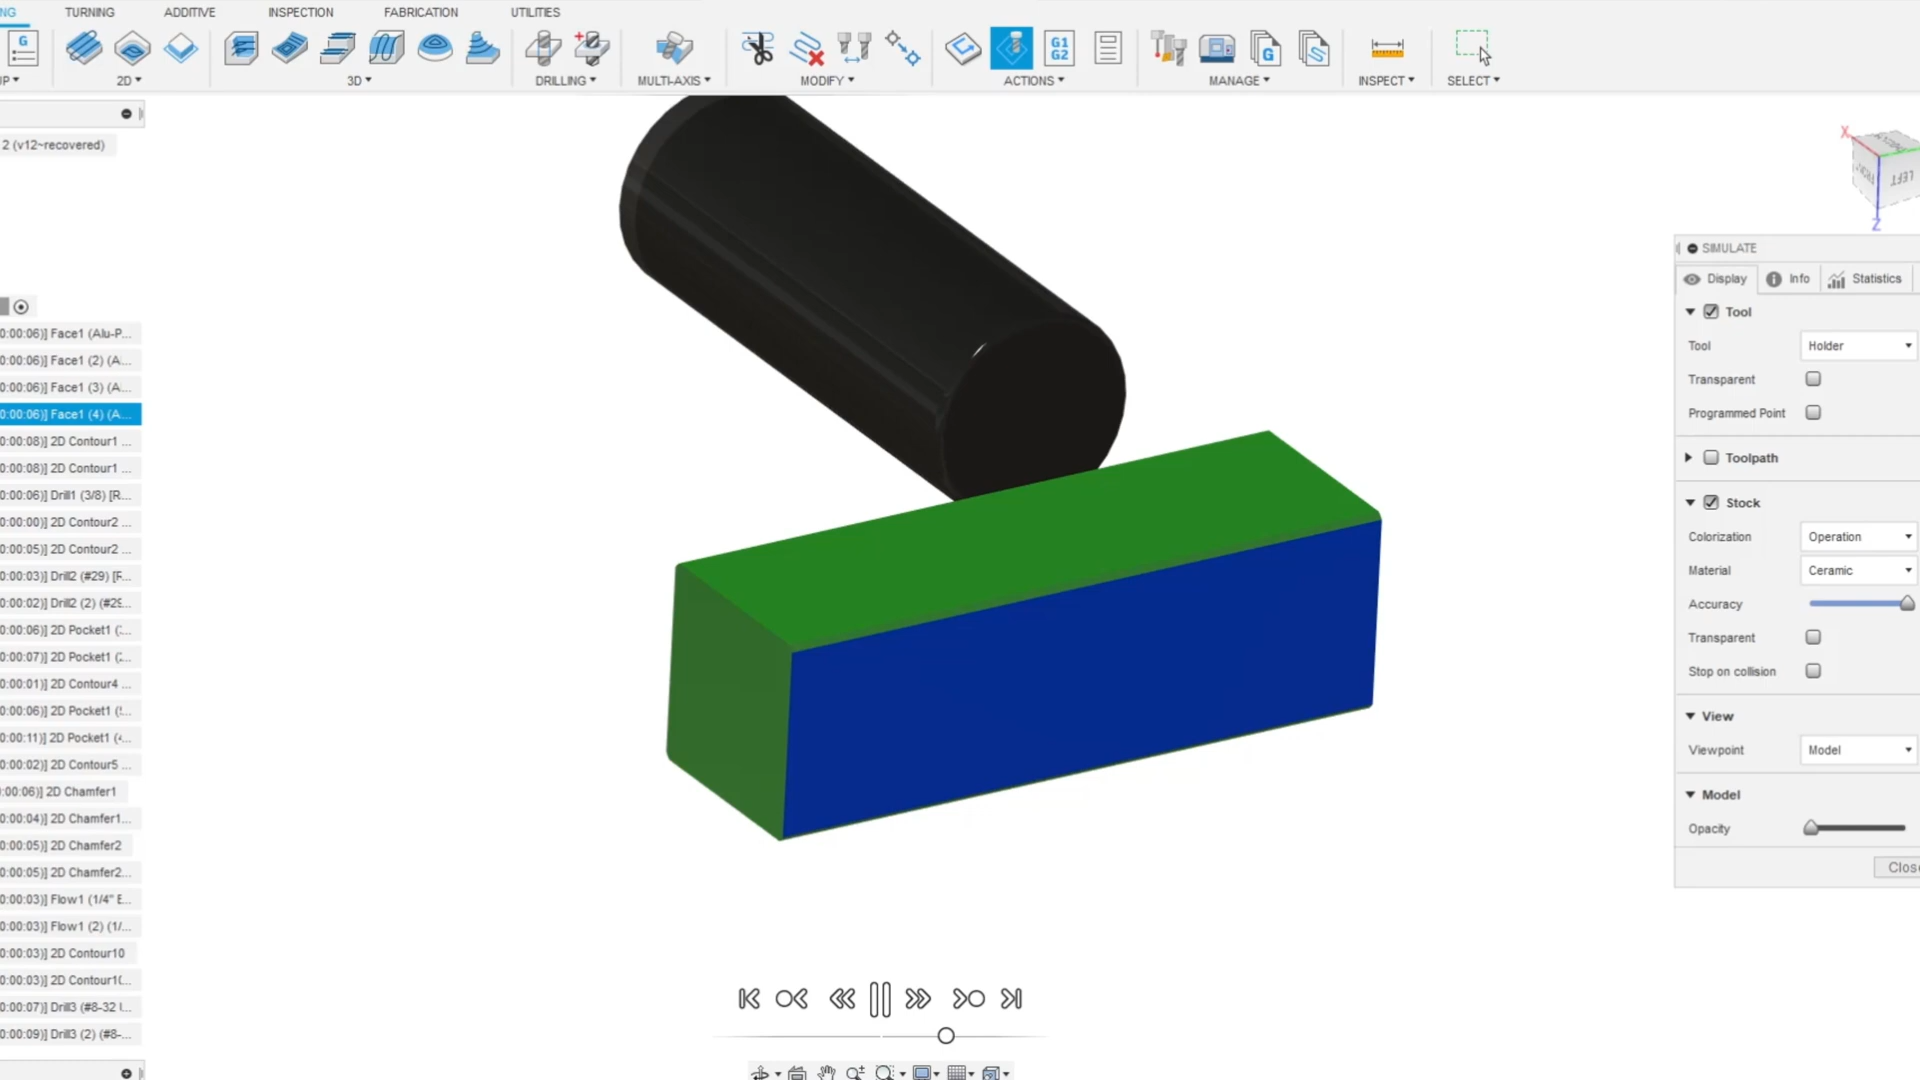 NG TURNING ADDITIVE INSPECTION FABRICATION UTILITIES
G G1 G2 G
UP 2D 3D DRILLING MULTI-AXIS MODIFY ACTIONS MANAGE INSPECT SELECT
2 (v12~recovered)
0:00:06)] Face1 (Alu-P...
0:00:06)] Face1 (2) (A...
0:00:06)] Face1 (3) (A...
0:00:06)] Face1 (4) (A...
0:00:08)] 2D Contour1 ...
0:00:08)] 2D Contour1 ...
0:00:06)] Drill1 (3/8) [R...
0:00:00)] 2D Contour2 ...
0:00:05)] 2D Contour2 ...
0:00:03)] Drill2 (#29) [F...
0:00:02)] Drill2 (2) (#29...
0:00:06)] 2D Pocket1 (...
0:00:07)] 2D Pocket1 (...
0:00:01)] 2D Contour4 ...
0:00:06)] 2D Pocket1 (...
0:00:11)] 2D Pocket1 (...
0:00:02)] 2D Contour5 ...
:00:06)] 2D Chamfer1
0:00:04)] 2D Chamfer1...
0:00:05)] 2D Chamfer2
0:00:05)] 2D Chamfer2...
0:00:03)] Flow1 (1/4" E...
0:00:03)] Flow1 (2) (1/...
0:00:03)] 2D Contour10
0:00:03)] 2D Contour1(...
0:00:07)] Drill3 (#8-32 ...
0:00:09)] Drill3 (2) (#8-...
X
FRONT LEFT
Z
SIMULATE
Display Info Statistics
Tool
Tool Holder
Transparent
Programmed Point
Toolpath
Stock
Colorization Operation
Material Ceramic
Accuracy
Transparent
Stop on collision
View
Viewpoint Model
Model
Opacity
Close